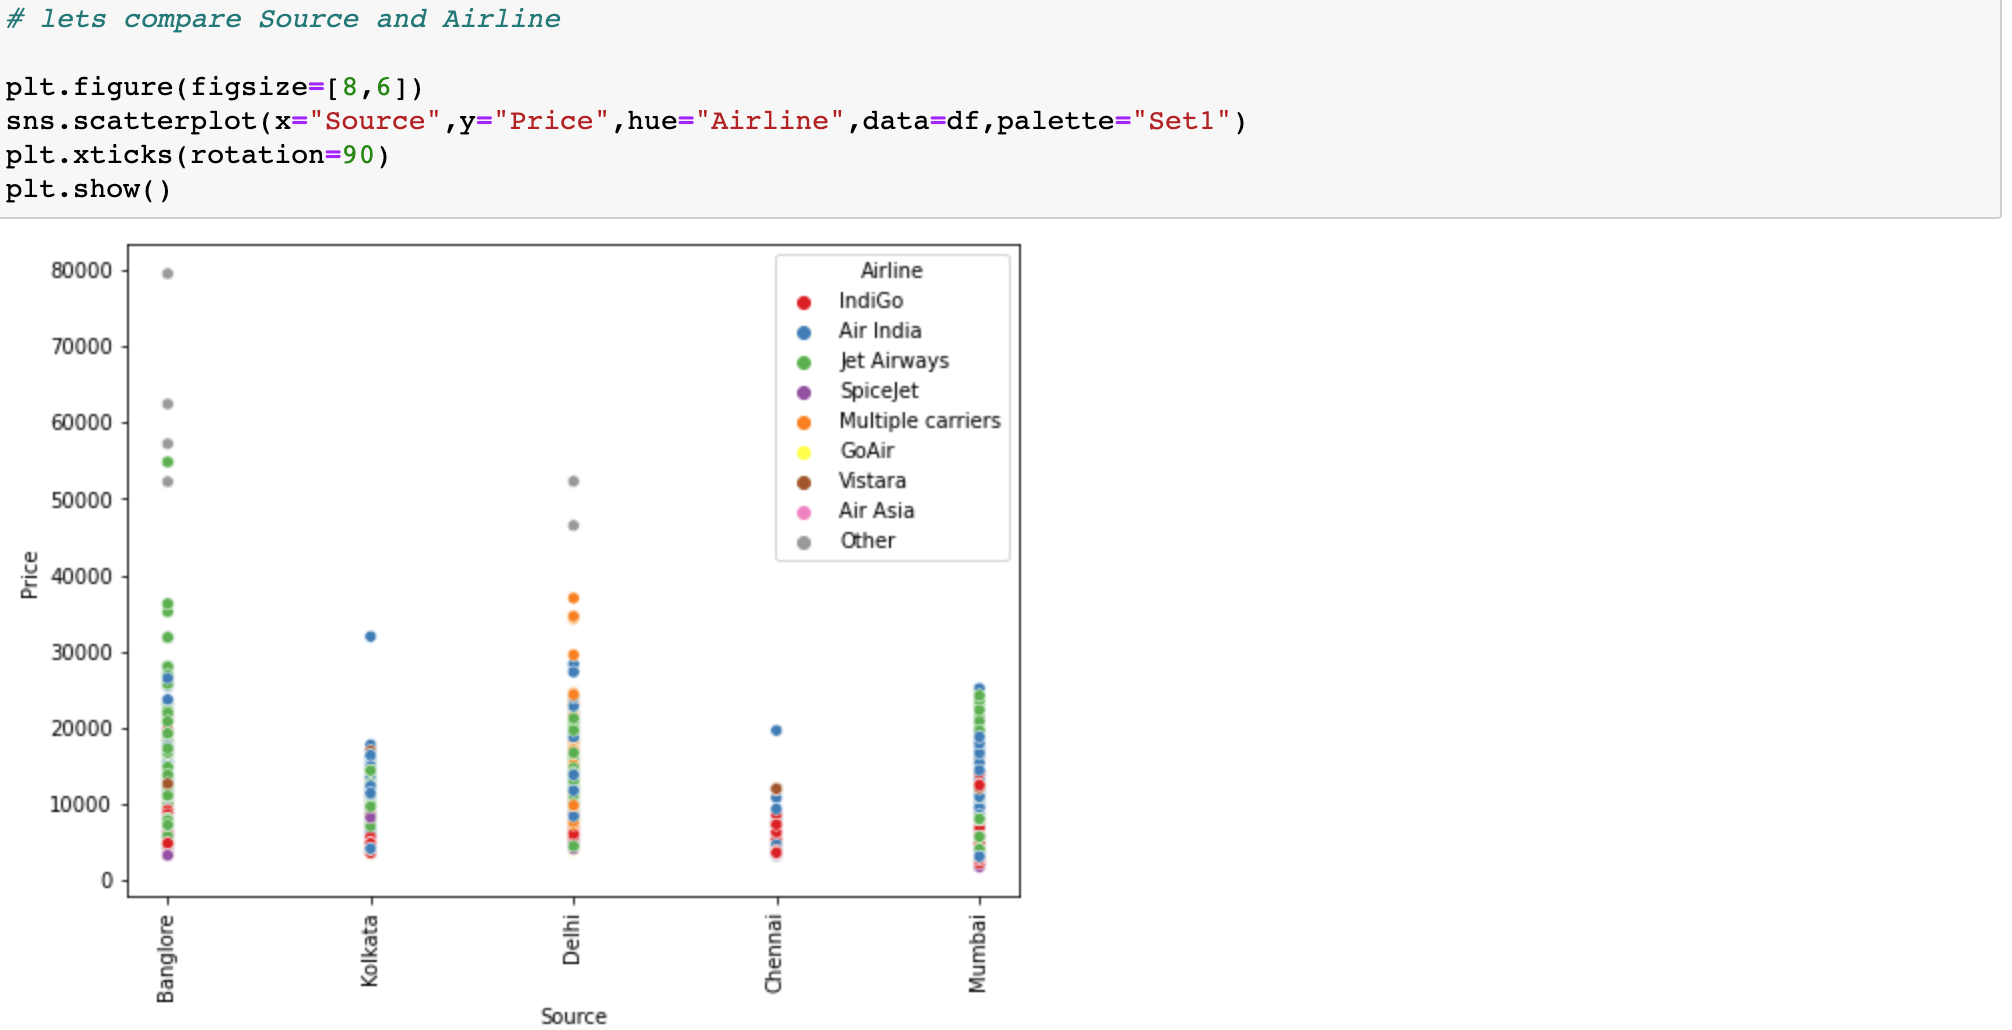 # lets compare Source and Airline
plt.figure(figsize=[8,6])
sns.scatterplot(x="Source",y="Price",hue="Airline",data=df,palette="Set1")
plt.xticks(rotation=90)
plt.show()
80000
70000
60000
50000
40000
30000
20000
10000
0
Price
Airline
IndiGo
Air India
Jet Airways
SpiceJet
Multiple carriers
GoAir
Vistara
Air Asia
Other
Banglore
Kolkata
Delhi
Chennai
Mumbai
Source